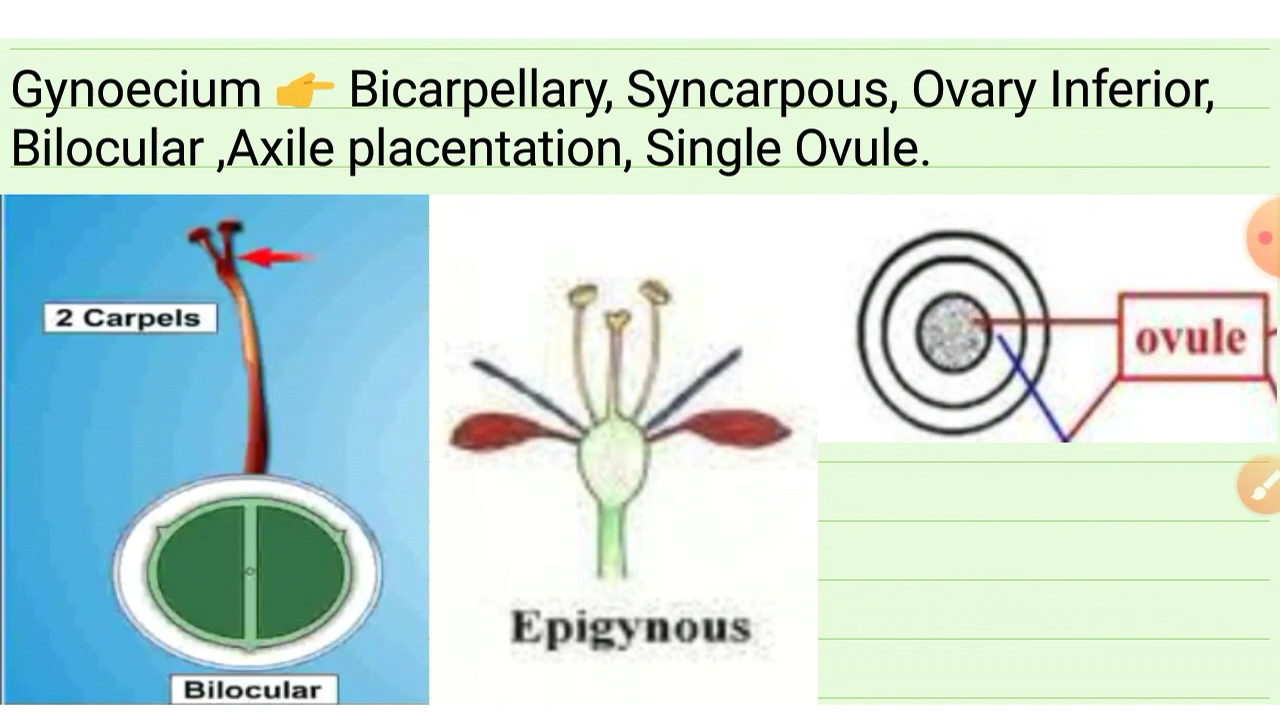 Gynoecium 👉 Bicarpellary, Syncarpous, Ovary Inferior,
Bilocular ,Axile placentation, Single Ovule.
2 Carpels
Bilocular
Epigynous
ovule